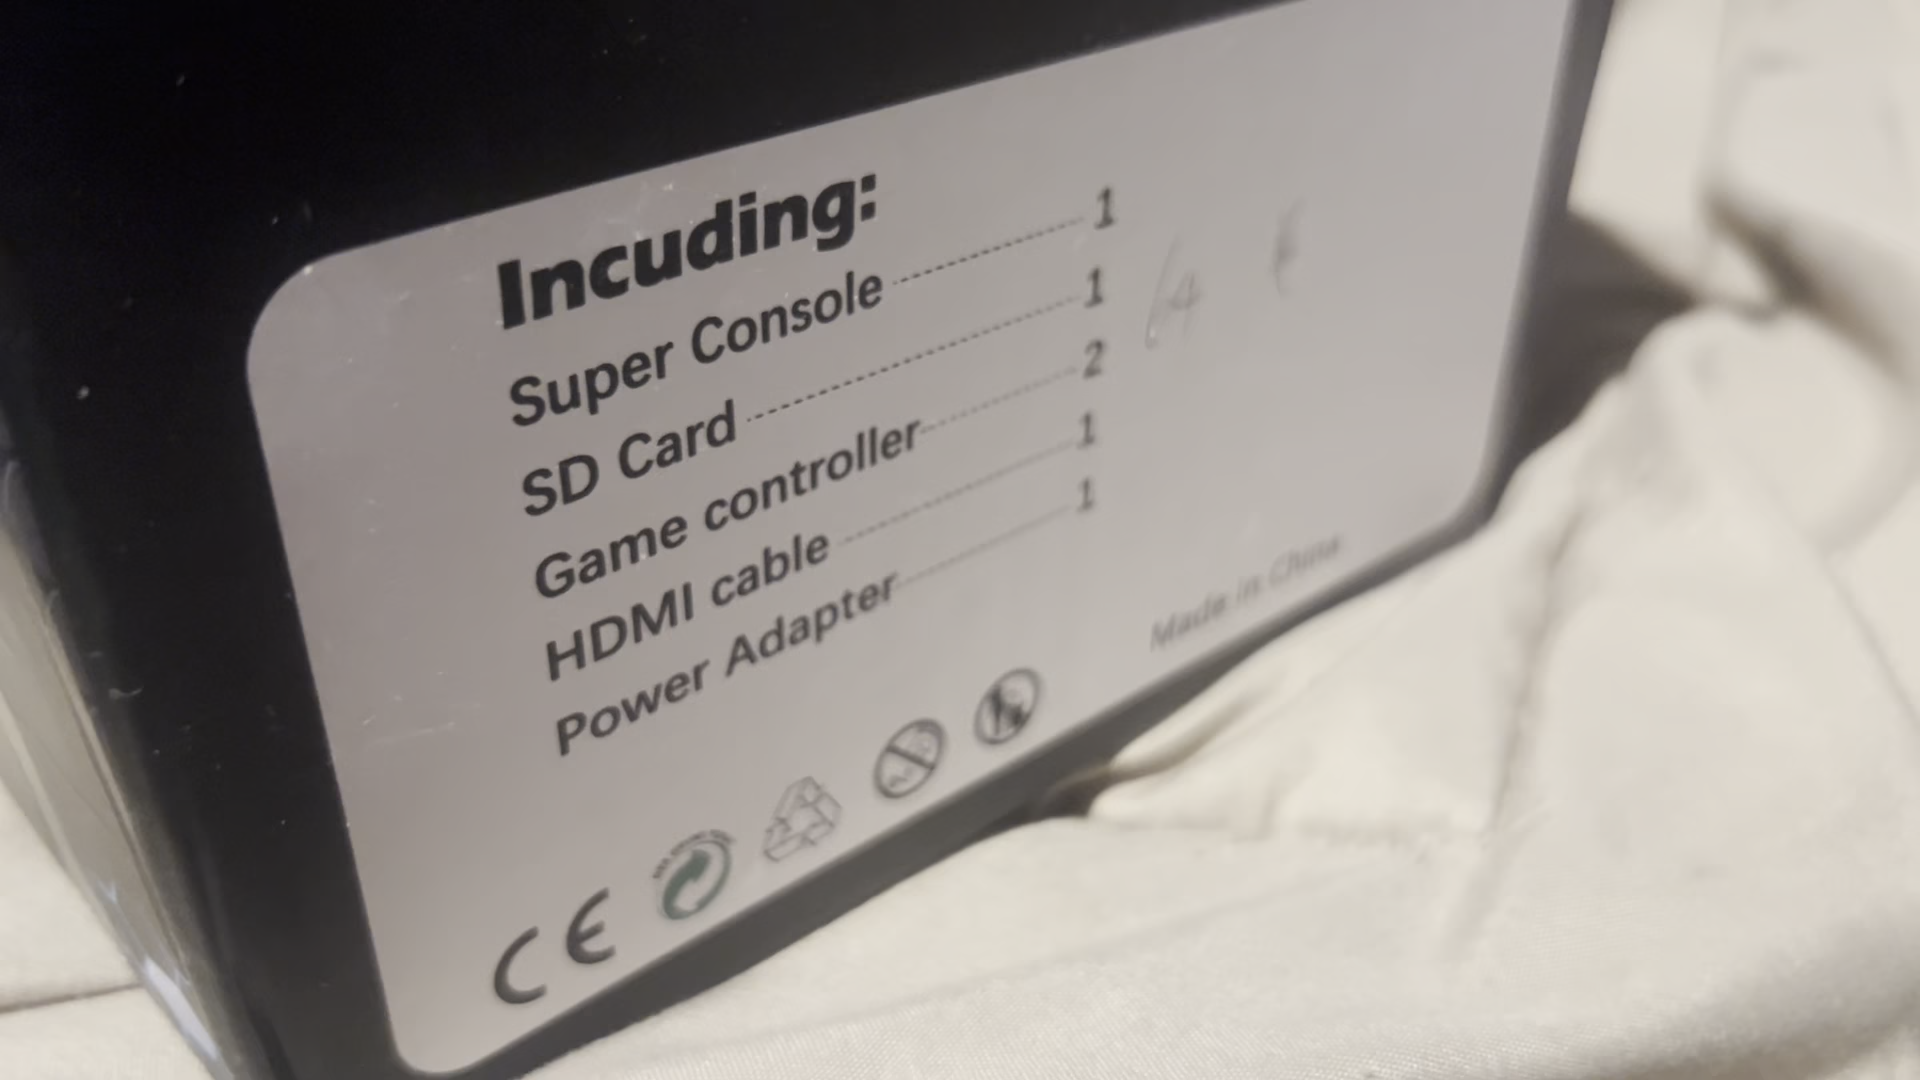 Incuding:
Super Console 1
SD Card 1
64
Game controller 2
HDMI cable 1
Power Adapter 1
Made in China
CE